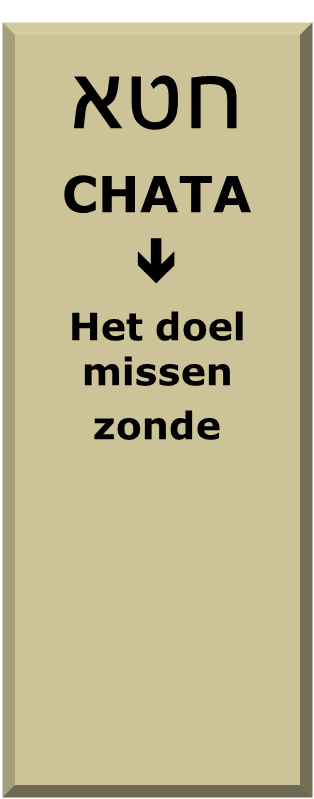 חטא
CHATA
Het doel
missen
zonde